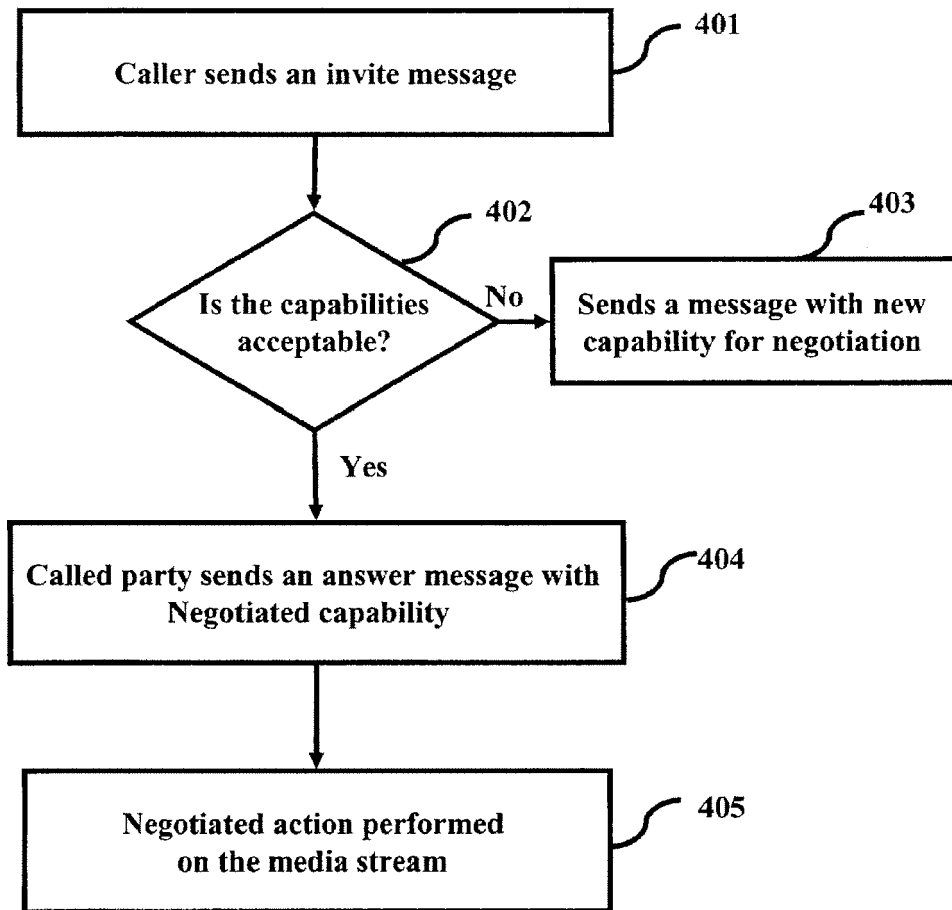 401
Caller sends an invite message
402
403
Is the capabilities
acceptable?
No
Sends a message with new
capability for negotiation
Yes
Called party sends an answer message with
Negotiated capability
404
Negotiated action performed
on the media stream
405